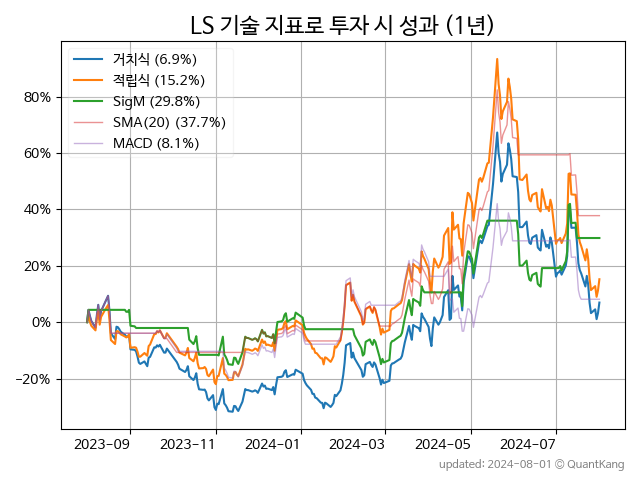 LS 기술 지표로 투자 시 성과 (1년)
거치식 (6.9%)
적립식 (15.2%)
SigM (29.8%)
SMA(20) (37.7%)
MACD (8.1%)
80%
60%
40%
20%
0%
−20%
2023-09 2023-11 2024-01 2024-03 2024-05 2024-07
updated: 2024-08-01 © QuantKang